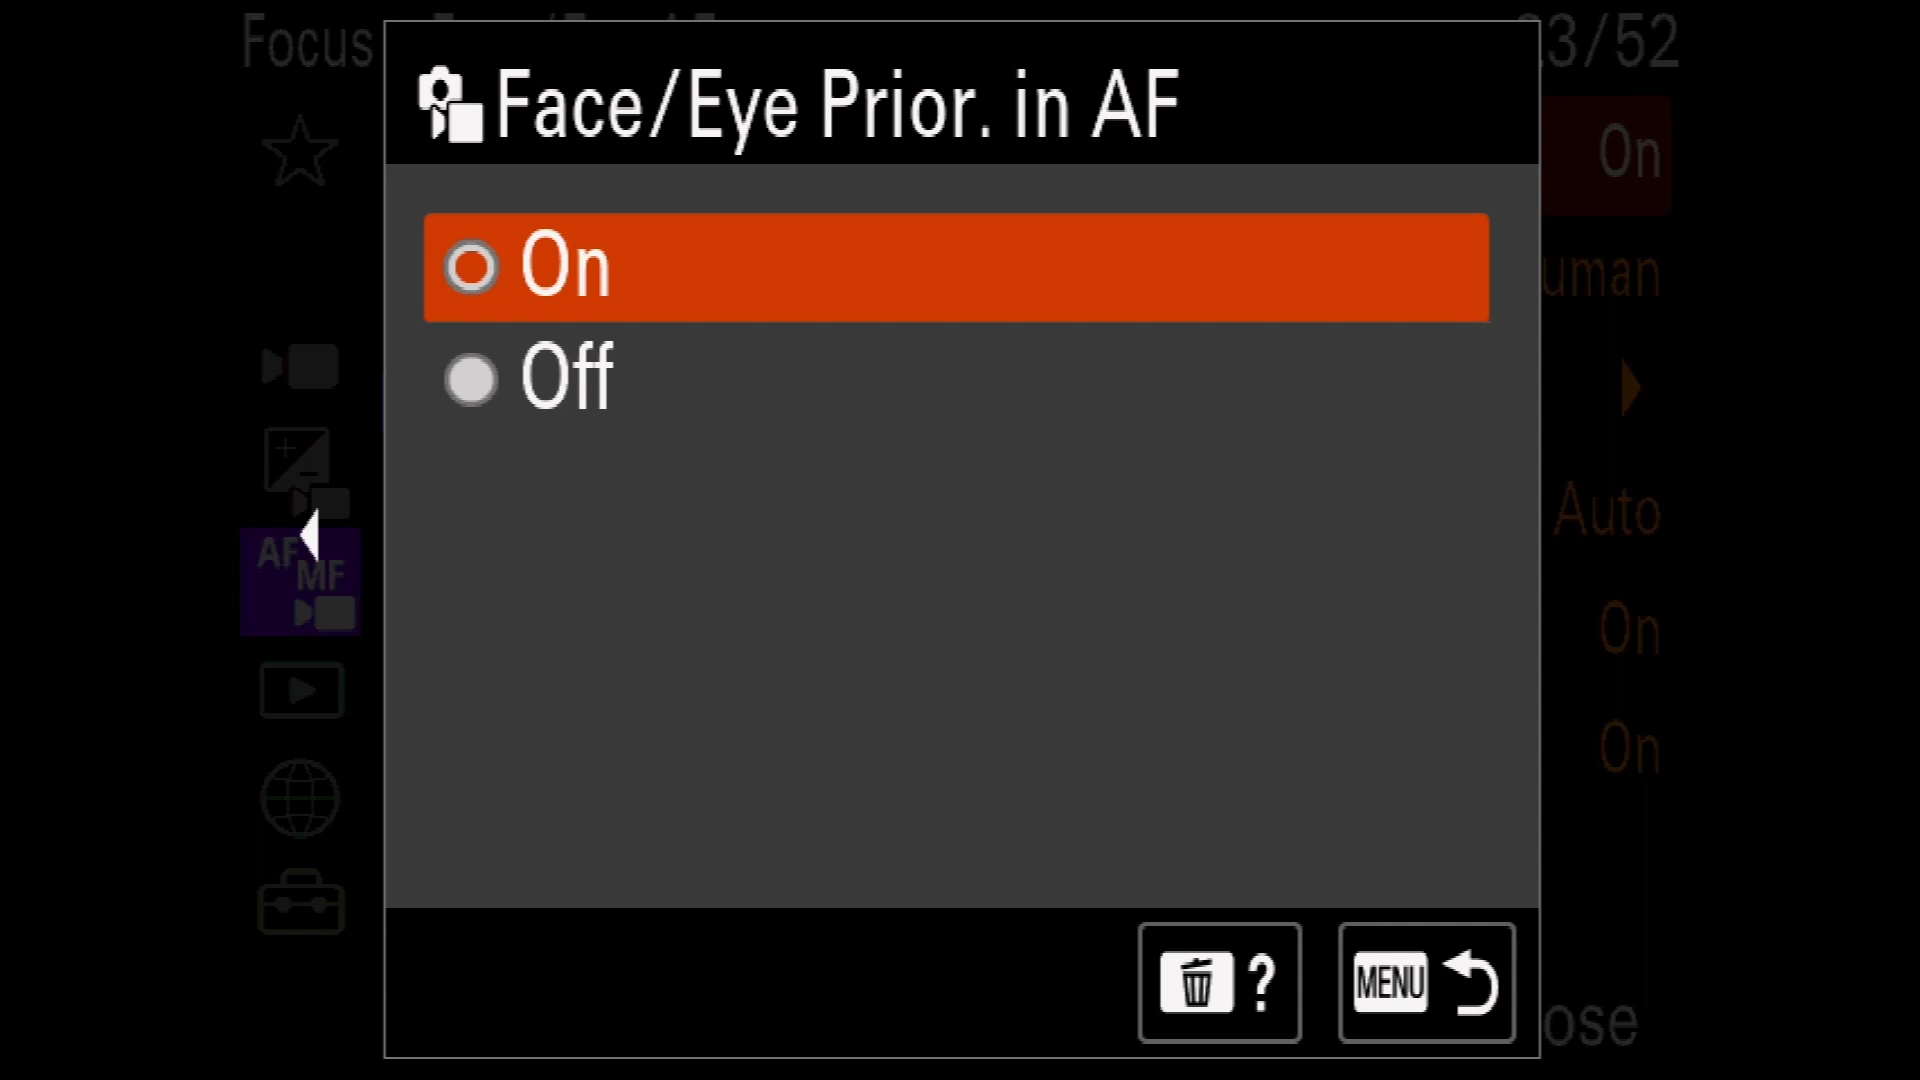 Focus
3/52
Face/Eye Prior. in AF
On
On
uman
Off
Auto
AF
MF
On
On
? MENU
ose